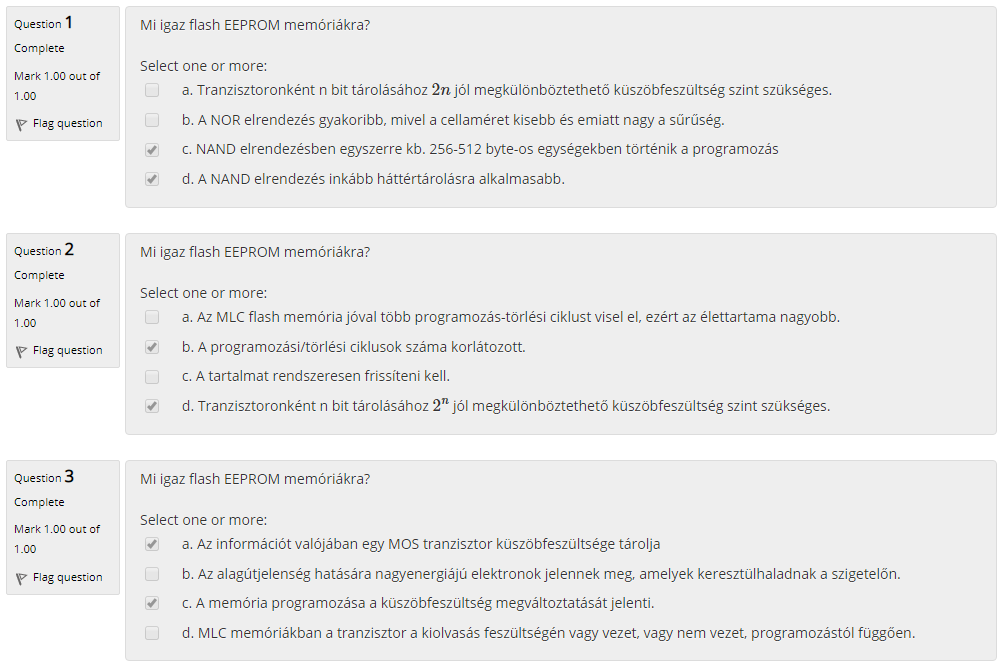 Question 1
Complete
Mark 1.00 out of
1.00
Flag question
Mi igaz flash EEPROM memóriákra?
Select one or more:
a. Tranzisztoronként n bit tárolásához 2n jól megkülönböztethető küszöbfeszültség szint szükséges.
b. A NOR elrendezés gyakoribb, mivel a cellaméret kisebb és emiatt nagy a sűrűség.
c. NAND elrendezésben egyszerre kb. 256-512 byte-os egységekben történik a programozás
d. A NAND elrendezés inkább háttértárolásra alkalmasabb.
Question 2
Complete
Mark 1.00 out of
1.00
Flag question
Mi igaz flash EEPROM memóriákra?
Select one or more:
a. Az MLC flash memória jóval több programozás-törlési ciklust visel el, ezért az élettartama nagyobb.
b. A programozási/törlési ciklusok száma korlátozott.
c. A tartalmat rendszeresen frissíteni kell.
d. Tranzisztoronként n bit tárolásához 2ⁿ jól megkülönböztethető küszöbfeszültség szint szükséges.
Question 3
Complete
Mark 1.00 out of
1.00
Flag question
Mi igaz flash EEPROM memóriákra?
Select one or more:
a. Az információt valójában egy MOS tranzisztor küszöbfeszültsége tárolja
b. Az alagútjelenség hatására nagyenergiájú elektronok jelennek meg, amelyek keresztülhaladnak a szigetelőn.
c. A memória programozása a küszöbfeszültség megváltoztatását jelenti.
d. MLC memóriákban a tranzisztor a kiolvasás feszültségén vagy vezet, vagy nem vezet, programozástól függően.